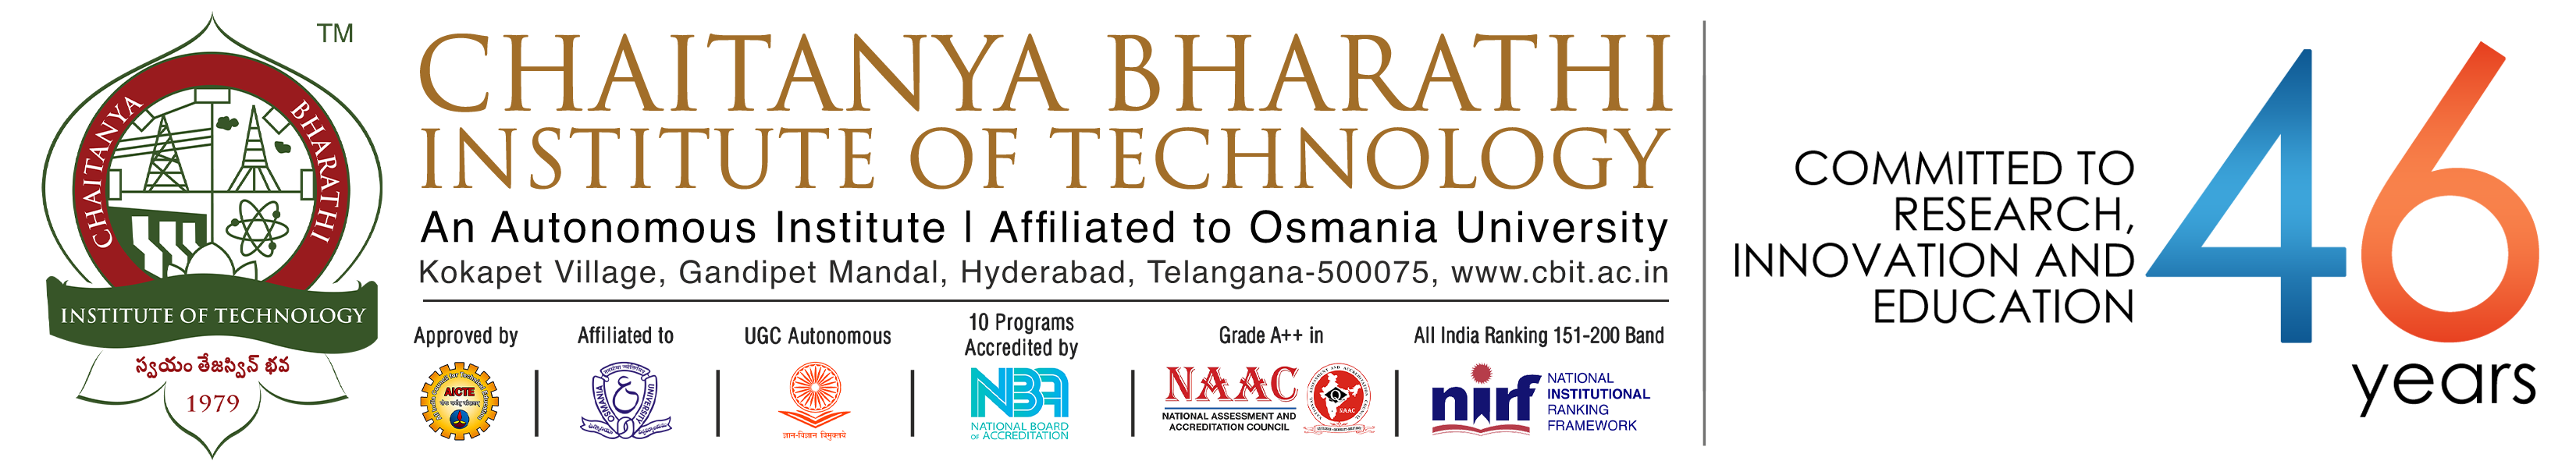 TM
CHAITANYA BHARATHI
INSTITUTE OF TECHNOLOGY
స్వయం తేజస్విన్ భవ
1979
CHAITANYA BHARATHI
INSTITUTE OF TECHNOLOGY
An Autonomous Institute | Affiliated to Osmania University
Kokapet Village, Gandipet Mandal, Hyderabad, Telangana-500075, www.cbit.ac.in
Approved by
AICTE
Affiliated to
OSMANIA UNIVERSITY
UGC Autonomous
ज्ञान-विज्ञान विमुक्तये
10 Programs
Accredited by
NBA
NATIONAL BOARD
OF ACCREDITATION
Grade A++ in
NAAC
NATIONAL ASSESSMENT AND
ACCREDITATION COUNCIL
All India Ranking 151-200 Band
nirf
NATIONAL
INSTITUTIONAL
RANKING
FRAMEWORK
COMMITTED TO
RESEARCH,
INNOVATION AND
EDUCATION
46
years